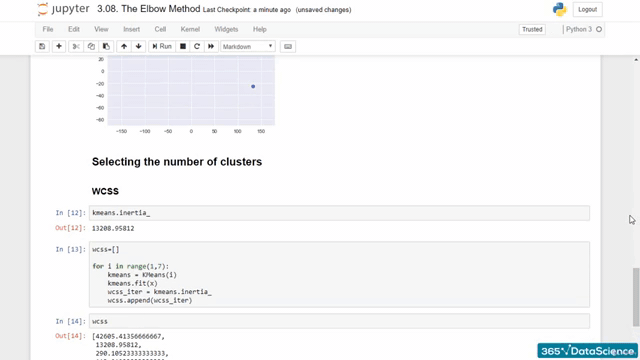 jupyter 3.08. The Elbow Method Last Checkpoint: a minute ago (unsaved changes) Logout
File Edit View Insert Cell Kernel Widgets Help Trusted Python 3
Run Markdown
20
0
−20
−40
−60
−80
−150 −100 −50 0 50 100 150
Selecting the number of clusters
WCSS
In [12] kmeans.inertia_
Out[12] 13208.95812
In [13] wcss=[]
for i in range(1,7):
kmeans = KMeans(i)
kmeans.fit(x)
wcss_iter = kmeans.inertia_
wcss.append(wcss_iter)
In [14] wcss
Out[14] [42605.41356666667,
13208.95812,
290.10523333333333,
365 DataScience